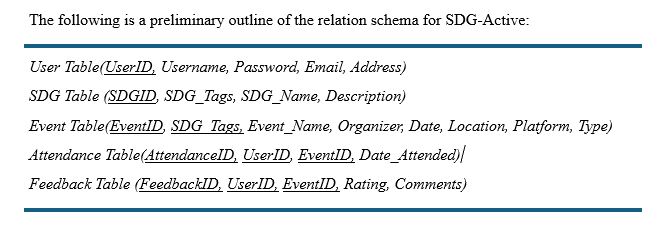 The following is a preliminary outline of the relation schema for SDG-Active:
User Table(UserID, Username, Password, Email, Address)
SDG Table (SDGID, SDG_Tags, SDG_Name, Description)
Event Table(EventID, SDG_Tags, Event_Name, Organizer, Date, Location, Platform, Type)
Attendance Table(AttendanceID, UserID, EventID, Date_Attended)
Feedback Table (FeedbackID, UserID, EventID, Rating, Comments)